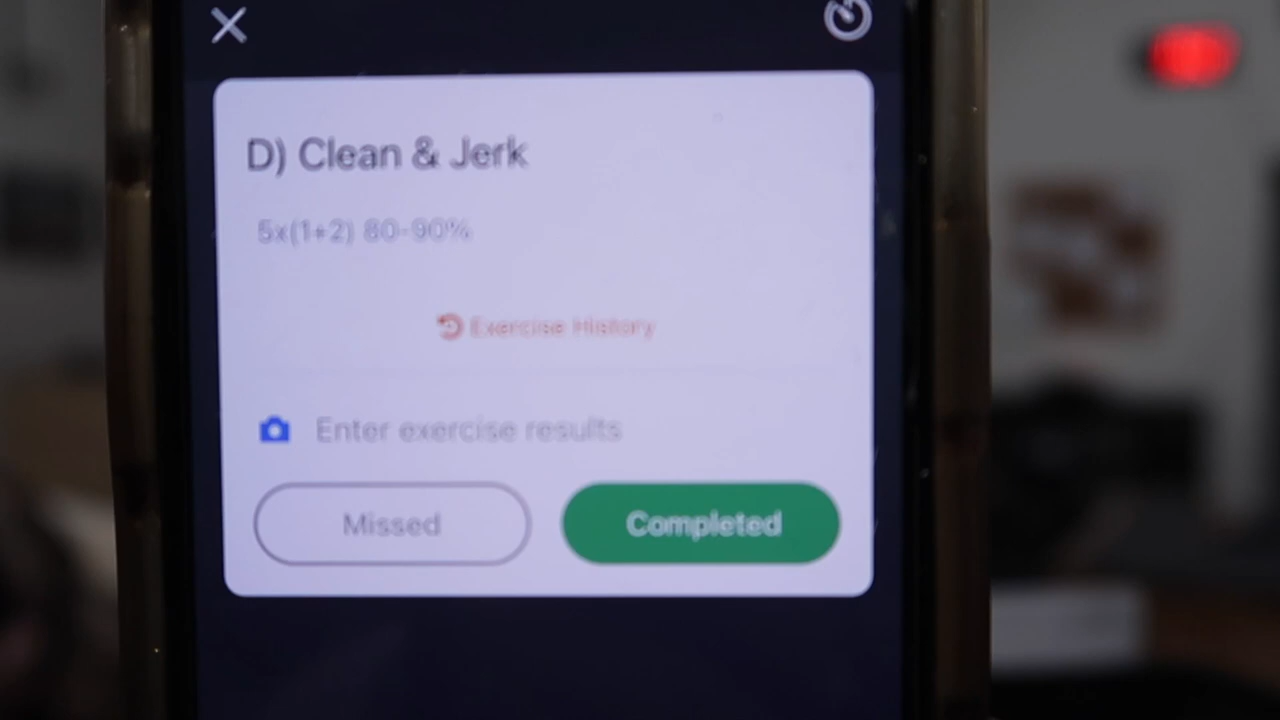 D) Clean & Jerk
5x(1+2) 80-90%
Exercise History
Enter exercise results
Missed
Completed